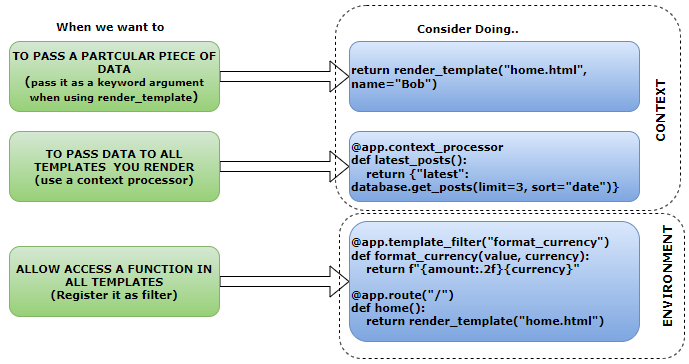 When we want to
Consider Doing..
TO PASS A PARTCULAR PIECE OF
DATA
(pass it as a keyword argument
when using render_template)
return render_template("home.html",
name="Bob")
TO PASS DATA TO ALL
TEMPLATES  YOU RENDER
(use a context processor)
@app.context_processor
def latest_posts():
    return {"latest":
database.get_posts(limit=3, sort="date")}
CONTEXT
ALLOW ACCESS A FUNCTION IN
ALL TEMPLATES
(Register it as filter)
@app.template_filter("format_currency")
def format_currency(value, currency):
    return f"{amount:.2f}{currency}"
@app.route("/")
def home():
    return render_template("home.html")
ENVIRONMENT